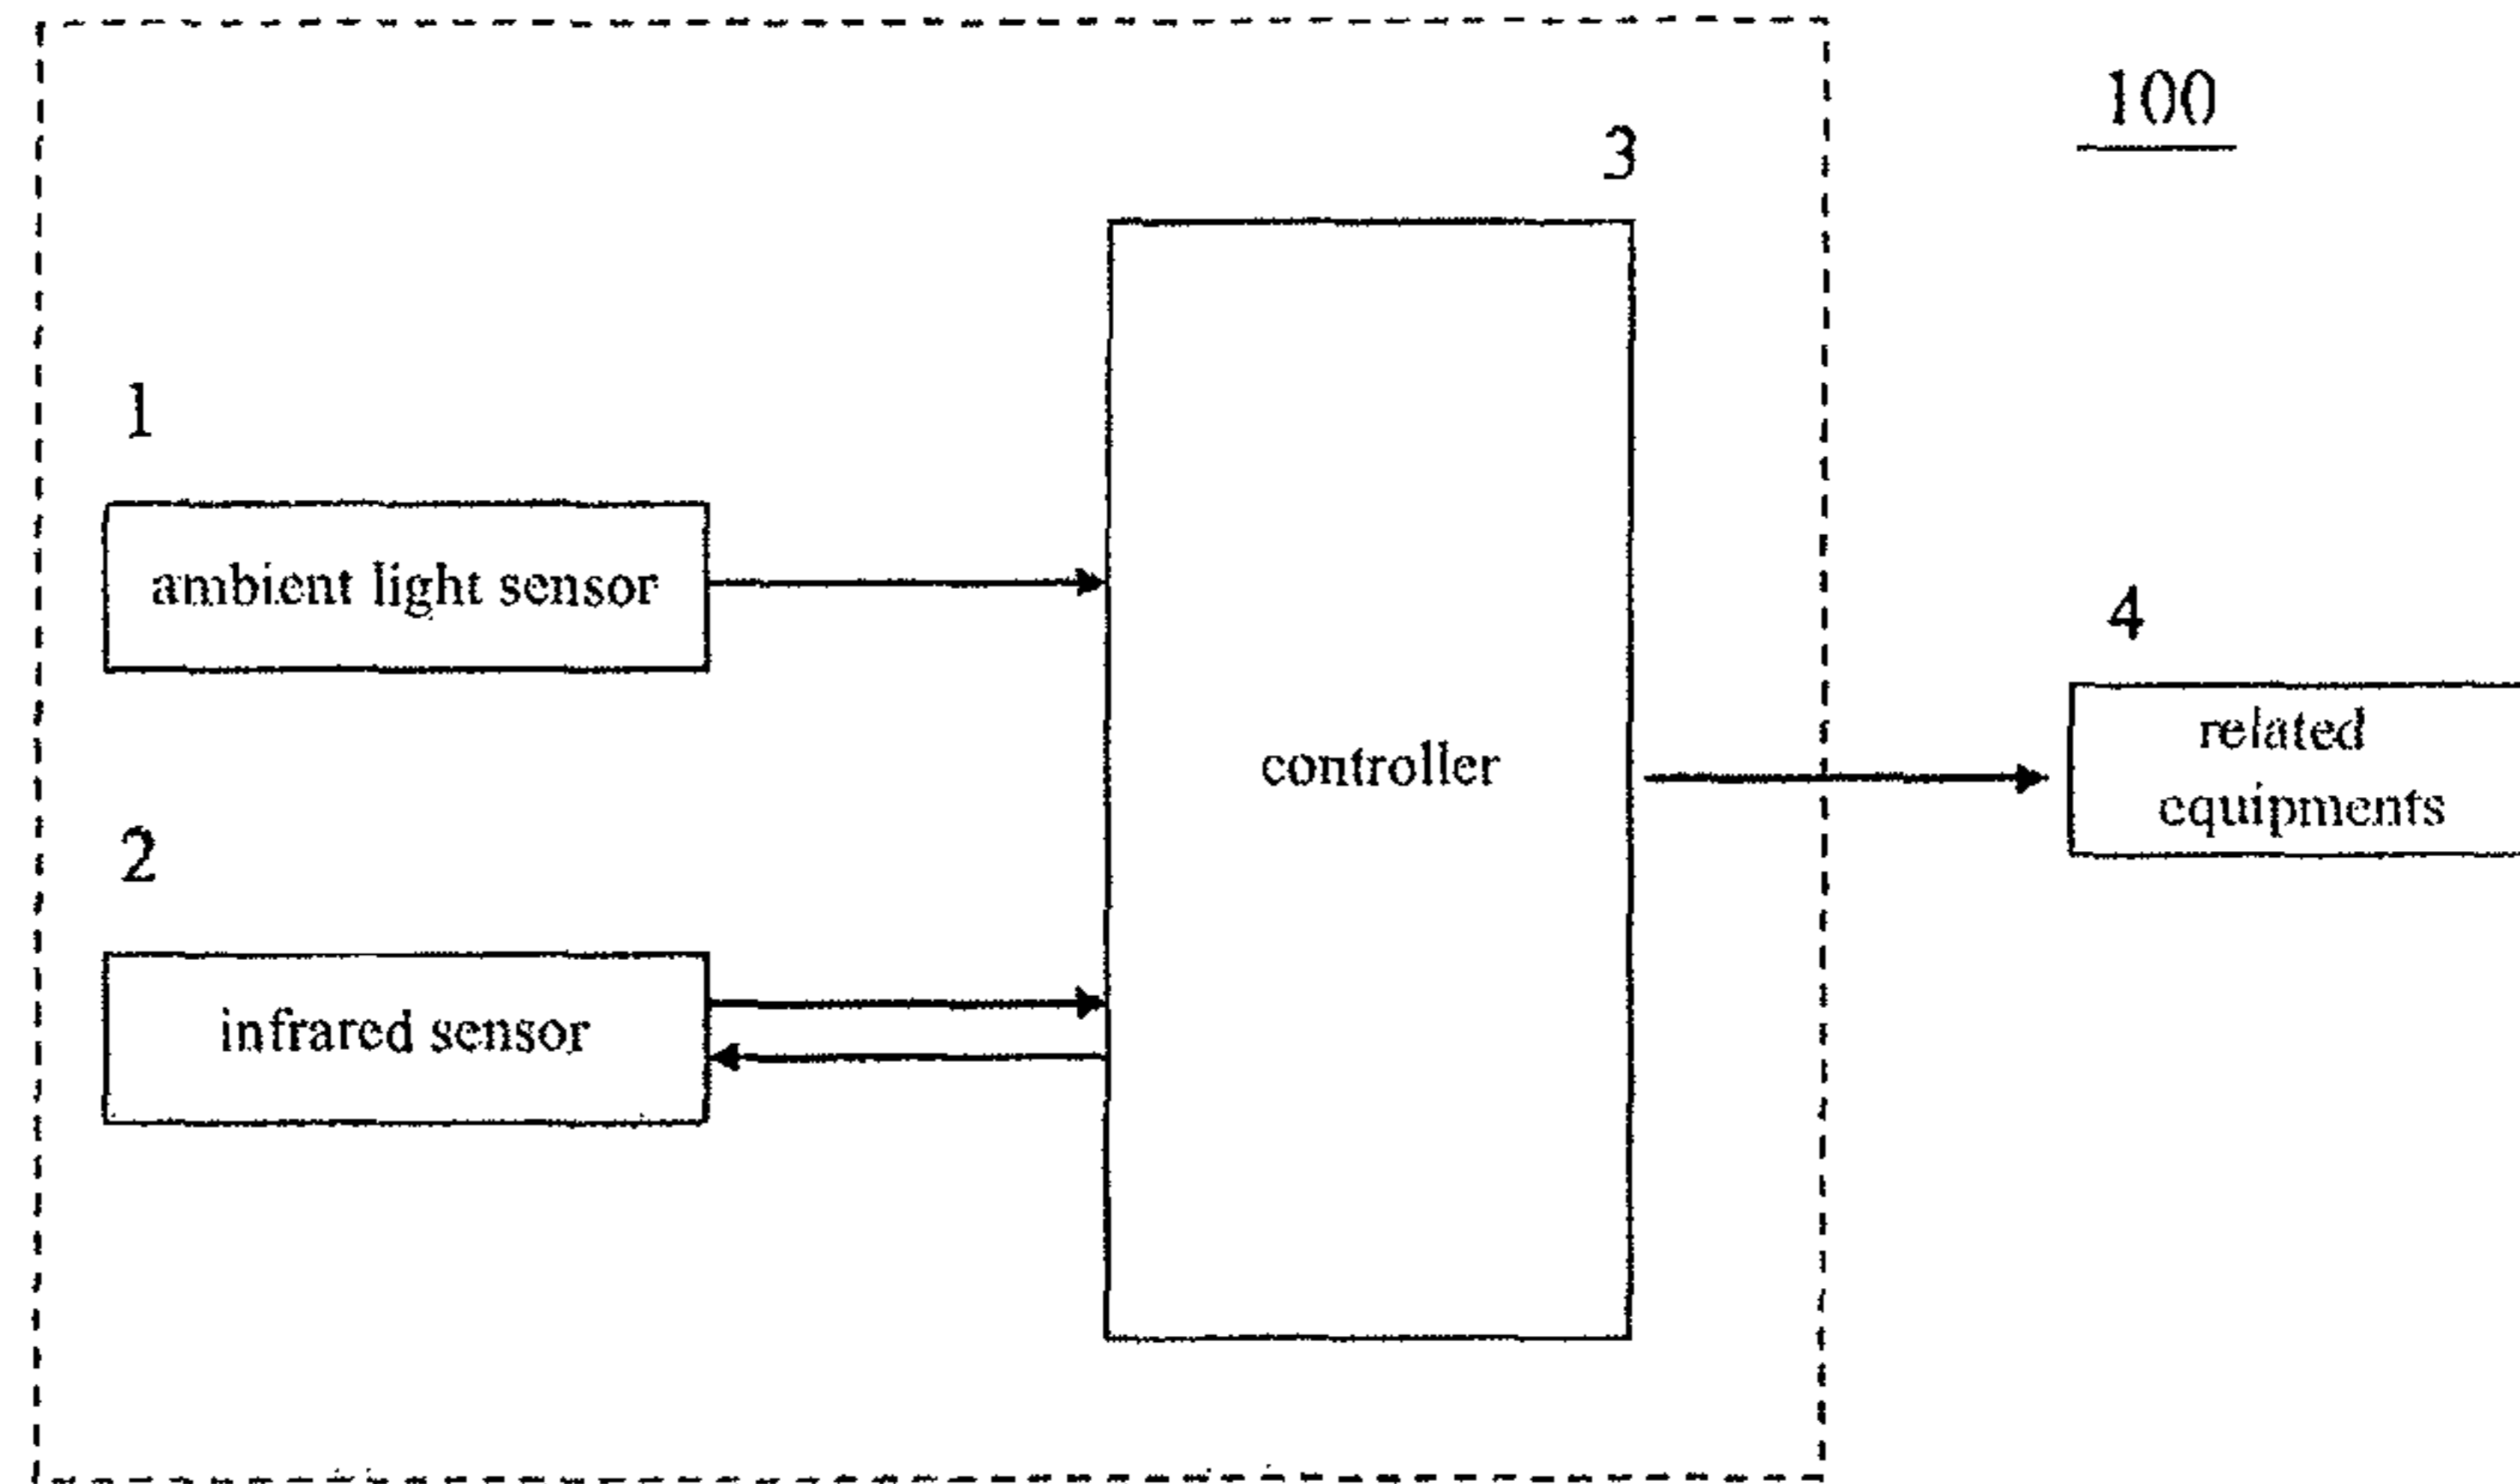 100
3
1
ambient light sensor
4
related
equipments
controller
2
infrared sensor